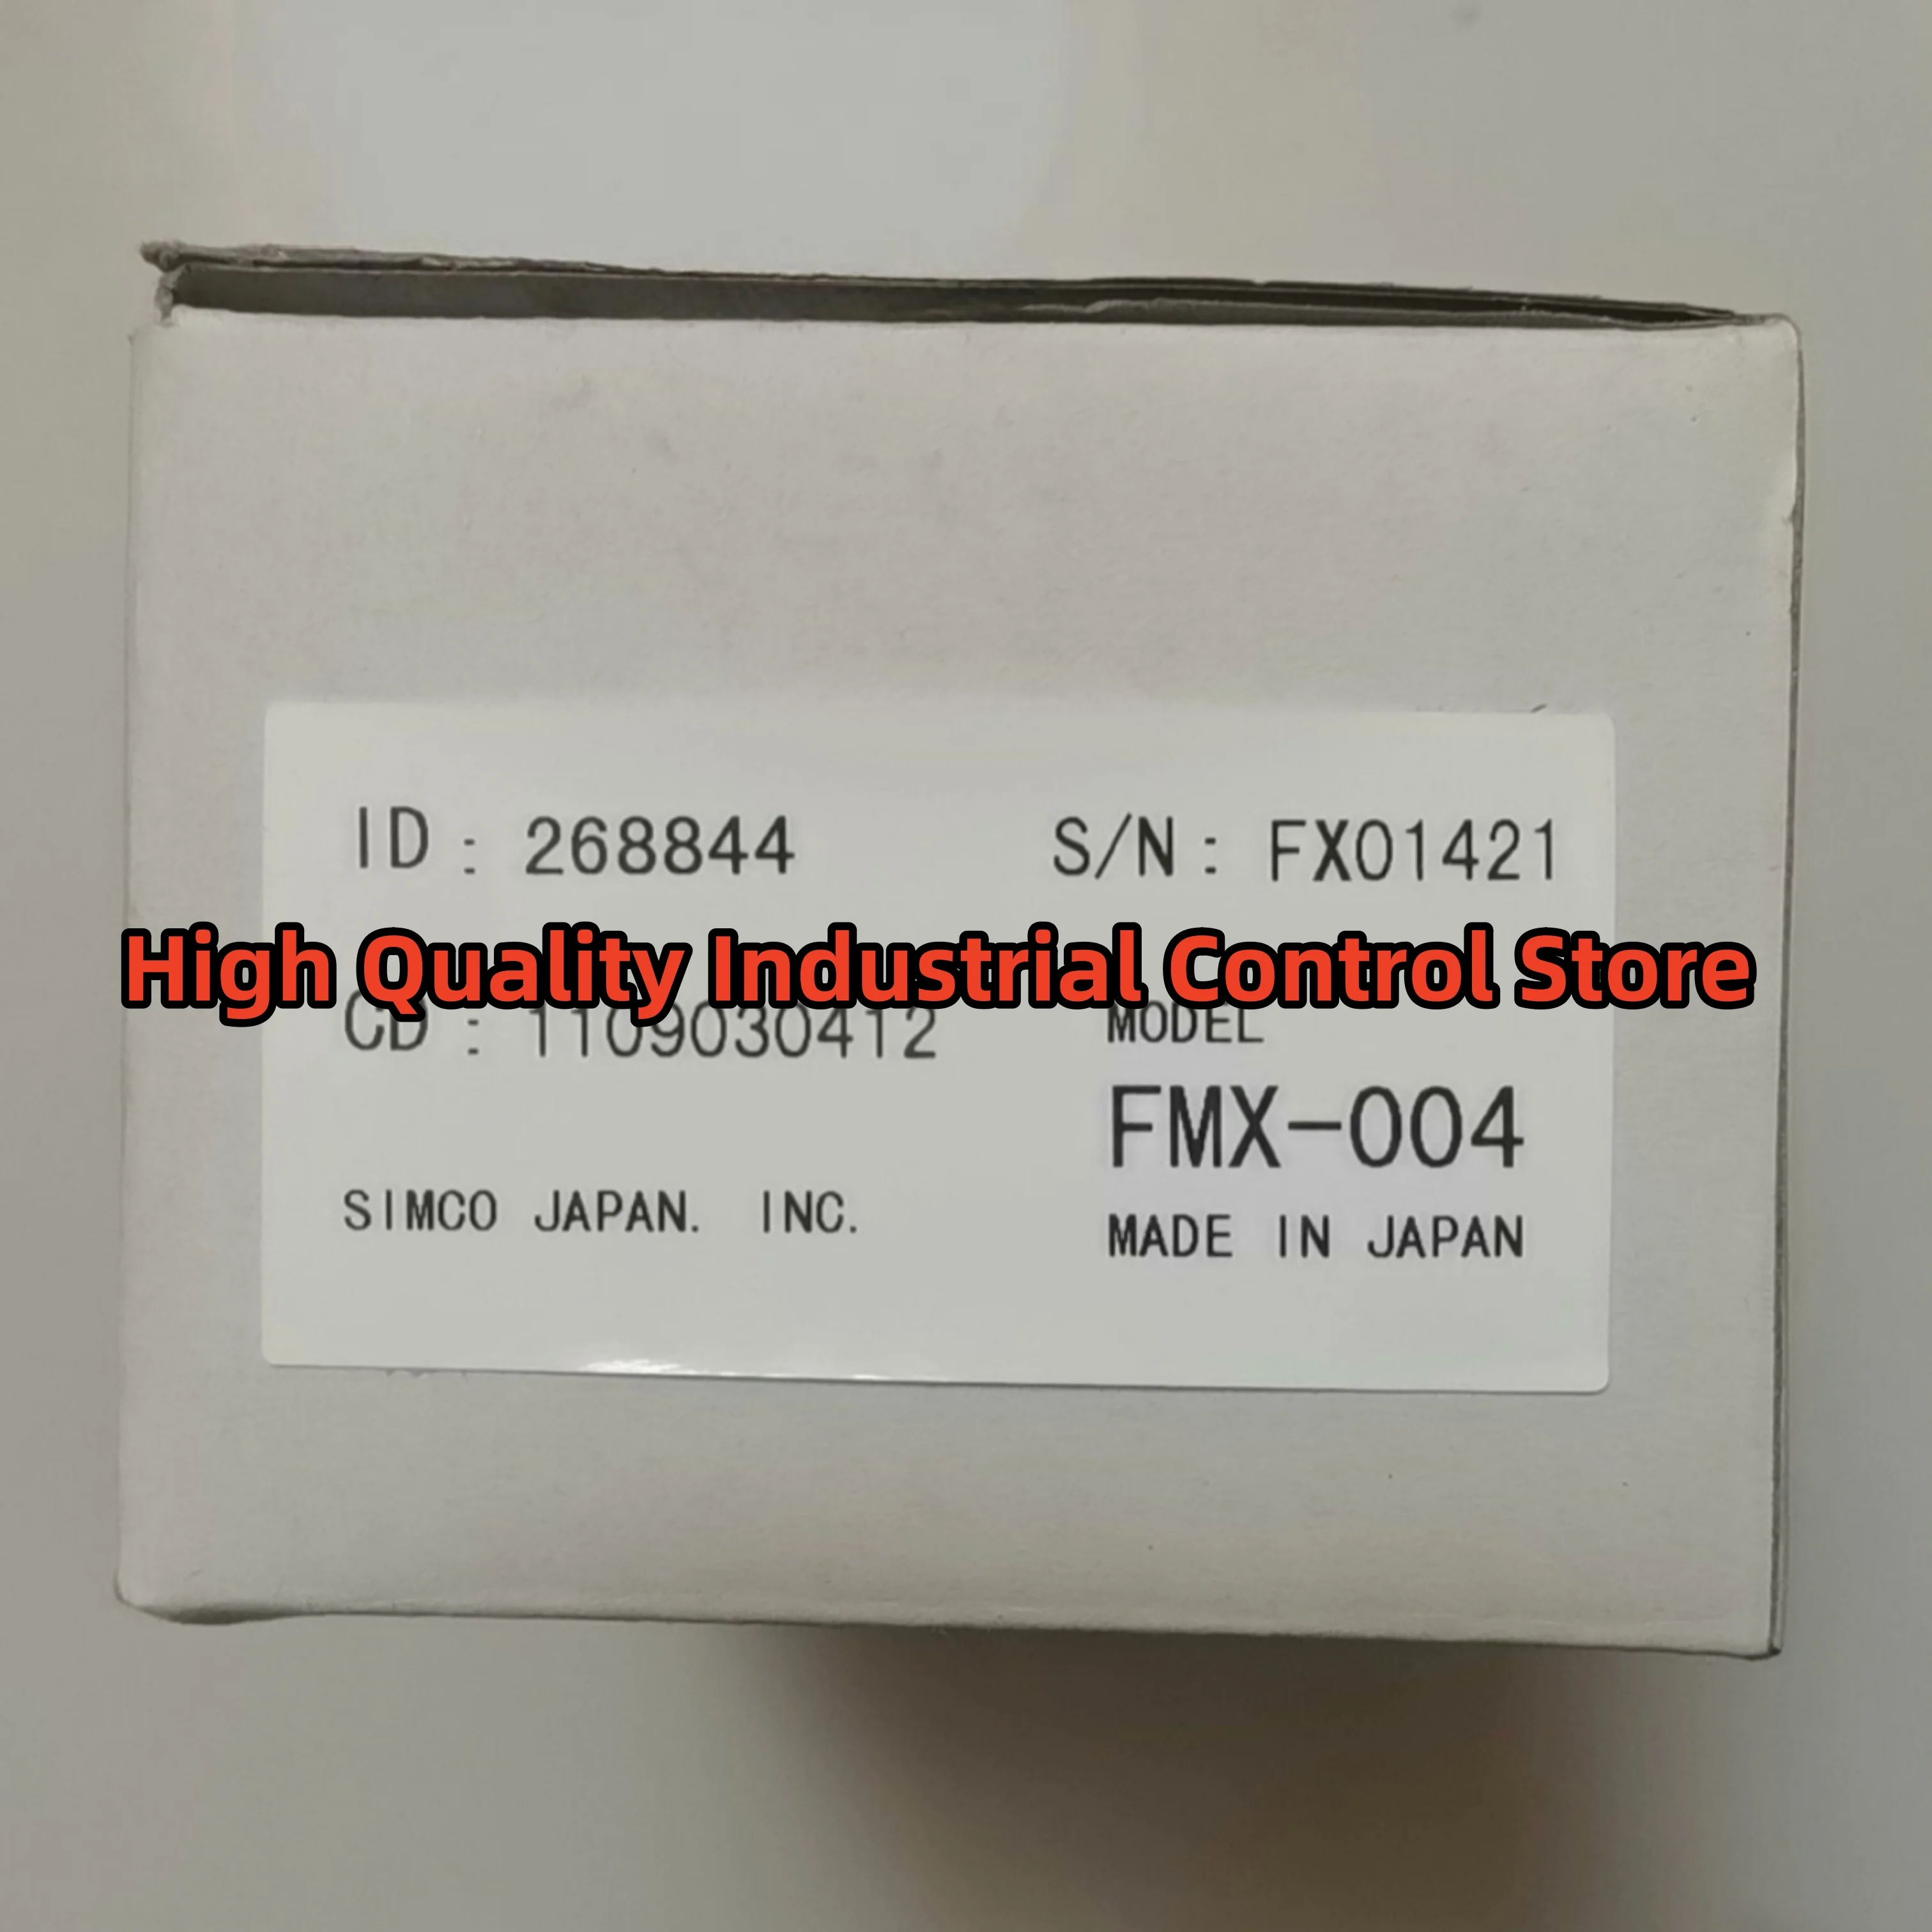 ID : 268844
S/N : FX01421
High Quality Industrial Control Store
CD : 1109030412
MODEL
FMX-004
SIMCO JAPAN. INC.
MADE IN JAPAN